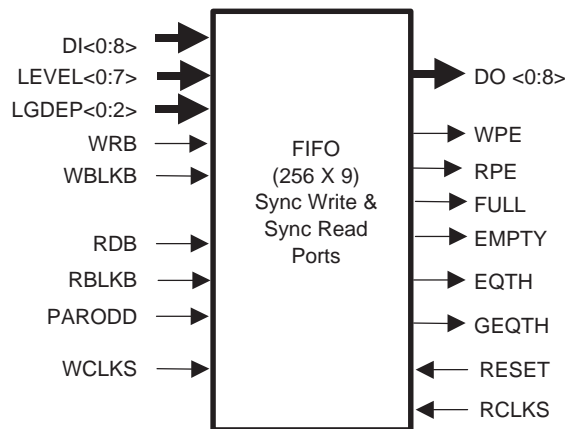 DI<0:8>
LEVEL<0:7>
LGDEP<0:2>
WRB
WBLKB
RDB
RBLKB
PARODD
WCLKS
FIFO
(256 X 9)
Sync Write &
Sync Read
Ports
DO <0:8>
WPE
RPE
FULL
EMPTY
EQTH
GEQTH
RESET
RCLKS